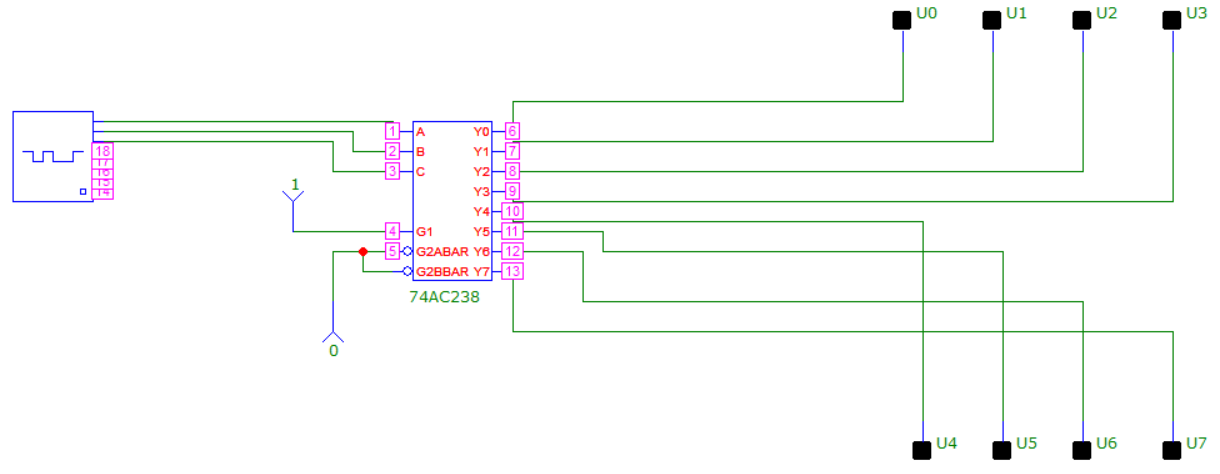 U0 U1 U2 U3
18
17
16
15
14
1 A Y0 6
2 B Y1 7
3 C Y2 8
Y3 9
Y4 10
1
4 G1 Y5 11
5 G2ABAR Y6 12
G2BBAR Y7 13
74AC238
0
U4 U5 U6 U7